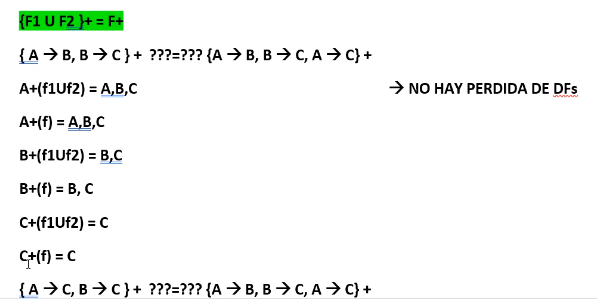 {F1 U F2 }+ = F+
{ A → B, B → C } + ???=??? {A → B, B → C, A → C} +
A+(f1Uf2) = A,B,C → NO HAY PERDIDA DE DFs
A+(f) = A,B,C
B+(f1Uf2) = B,C
B+(f) = B, C
C+(f1Uf2) = C
C+(f) = C
{ A → C, B → C } + ???=??? {A → B, B → C, A → C} +